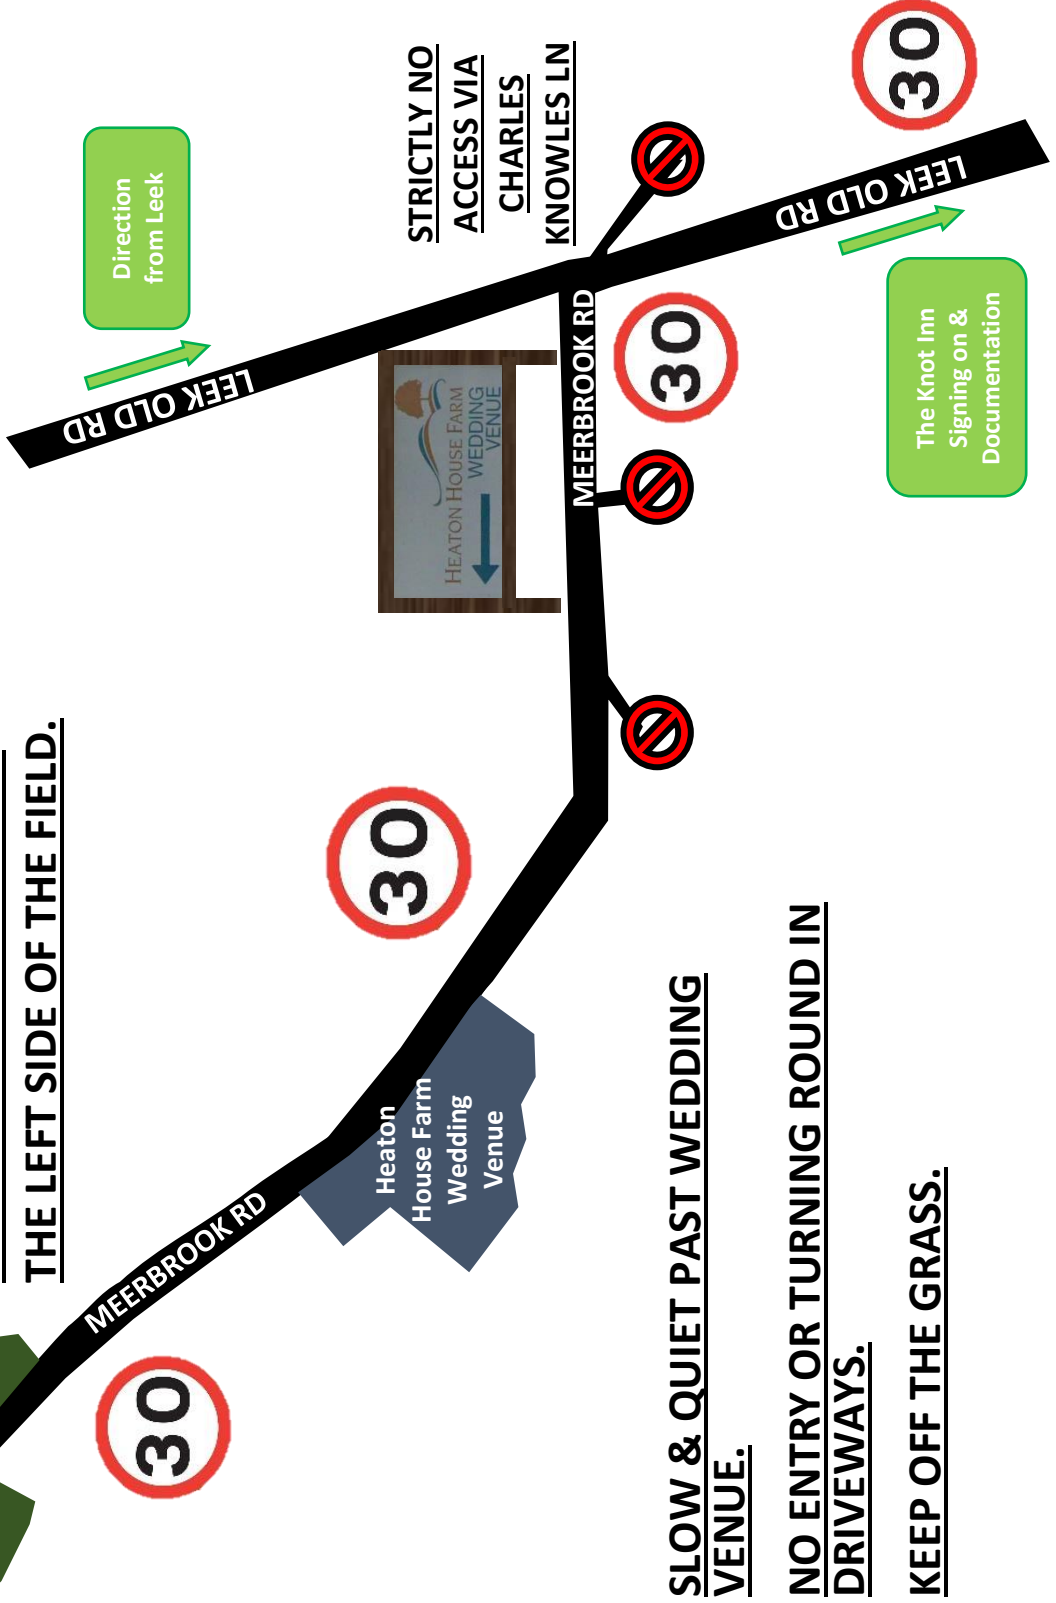 THE LEFT SIDE OF THE FIELD.
Direction
from Leek
LEEK OLD RD
STRICTLY NO
ACCESS VIA
CHARLES
KNOWLES LN
HEATON HOUSE FARM
WEDDING
VENUE
MEERBROOK RD
30
LEEK OLD RD
30
The Knot Inn
Signing on &
Documentation
30
Heaton
House Farm
Wedding
Venue
MEERBROOK RD
30
SLOW & QUIET PAST WEDDING
VENUE.
NO ENTRY OR TURNING ROUND IN
DRIVEWAYS.
KEEP OFF THE GRASS.